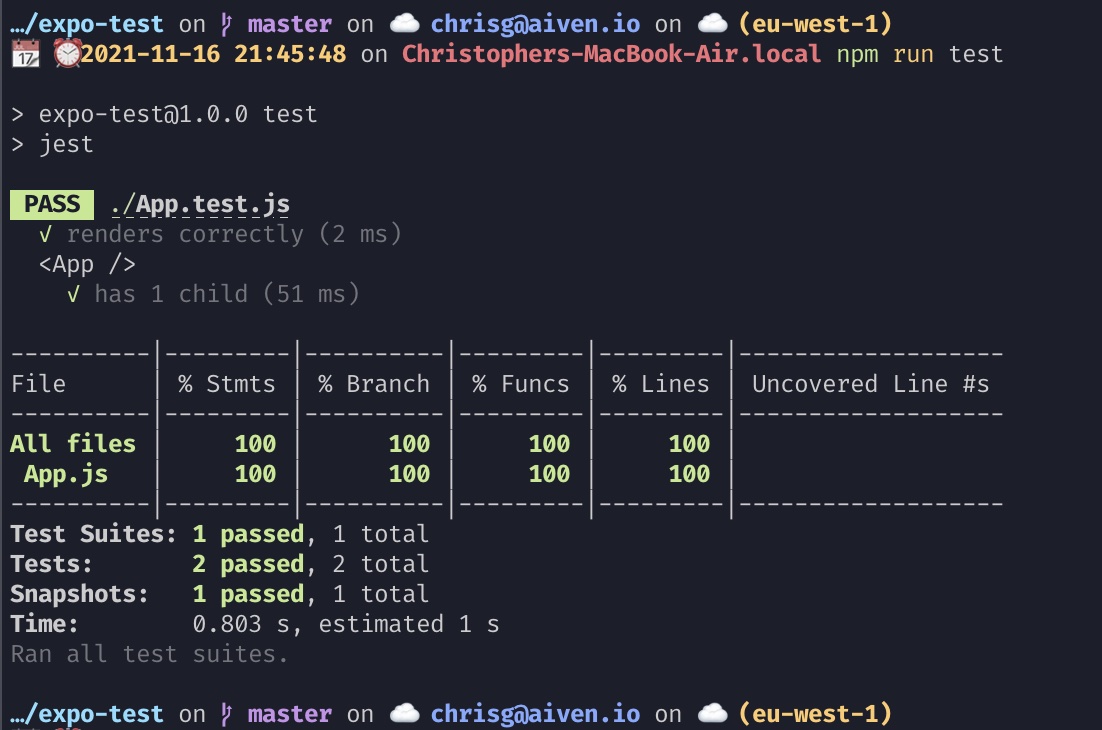 …/expo-test on master on ☁️ chrisg@aiven.io on ☁️ (eu-west-1)
📅 ⏰2021-11-16 21:45:48 on Christophers-MacBook-Air.local npm run test
> expo-test@1.0.0 test
> jest
PASS ./App.test.js
√ renders correctly (2 ms)
<App />
√ has 1 child (51 ms)
----------|---------|----------|---------|---------|-------------------
File | % Stmts | % Branch | % Funcs | % Lines | Uncovered Line #s
----------|---------|----------|---------|---------|-------------------
All files | 100 | 100 | 100 | 100 |
App.js | 100 | 100 | 100 | 100 |
----------|---------|----------|---------|---------|-------------------
Test Suites: 1 passed, 1 total
Tests: 2 passed, 2 total
Snapshots: 1 passed, 1 total
Time: 0.803 s, estimated 1 s
Ran all test suites.
…/expo-test on master on ☁️ chrisg@aiven.io on ☁️ (eu-west-1)